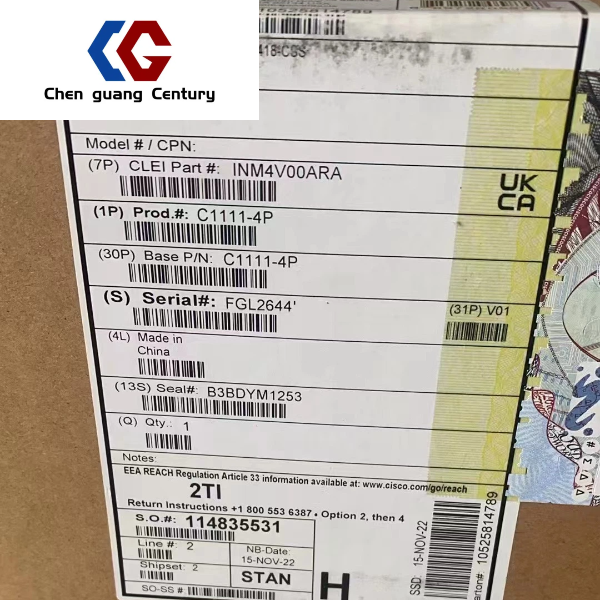 CG
Chen guang Century
10525814789
418-CSS
Model # / CPN:
(7P) CLEI Part #: INM4V00ARA
UK
CA
(1P) Prod.#: C1111-4P
(30P) Base P/N: C1111-4P
(S) Serial#: FGL2644'
(31P) V01
(4L) Made in
China
(13S) Seal#: B3BDYM1253
(Q) Qty.: 1
Notes:
EEA REACH Regulation Article 33 information available at: www.cisco.com/go/reach
2TI
Return Instructions +1 800 553 6387 • Option 2, then 4
S.O.#: 114835531
Line #: 2
NB-Date:
15-NOV-22
Shipset: 2
STAN
SO-SS #
H
SSD: 15-NOV-22
arton# 10525814789